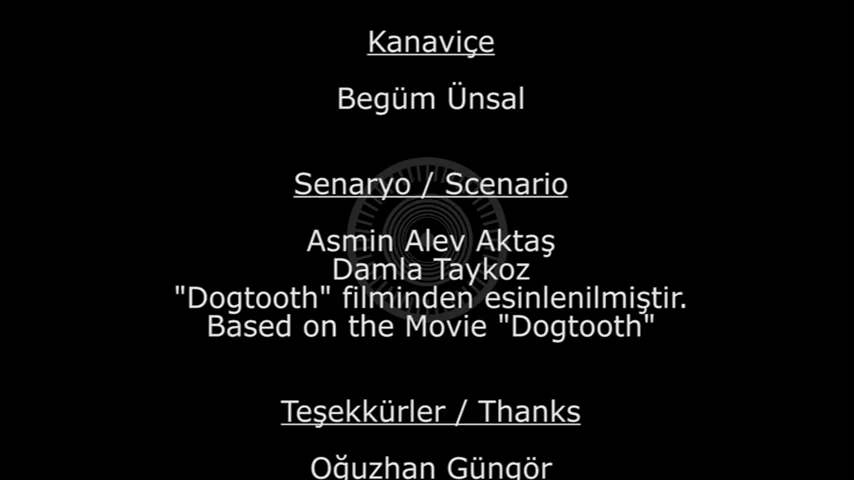 Kanaviçe
Begüm Ünsal
Senaryo / Scenario
Asmin Alev Aktaş
Damla Taykoz
"Dogtooth" filminden esinlenilmiştir.
Based on the Movie "Dogtooth"
Teşekkürler / Thanks
Oğuzhan Güngör